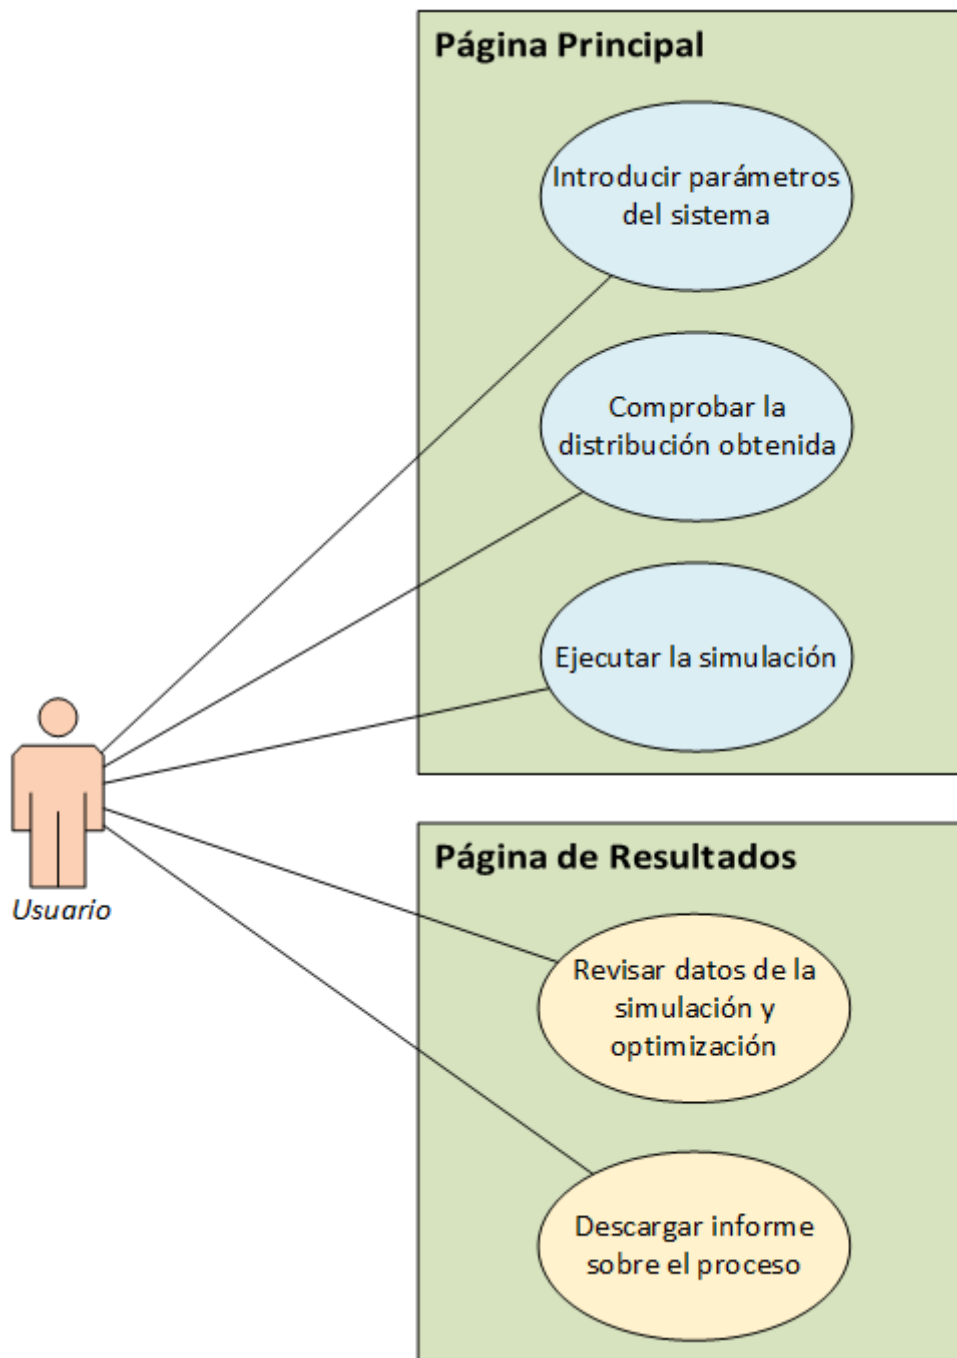 Página Principal
Introducir parámetros
del sistema
Comprobar la
distribución obtenida
Ejecutar la simulación
Usuario
Página de Resultados
Revisar datos de la
simulación y
optimización
Descargar informe
sobre el proceso